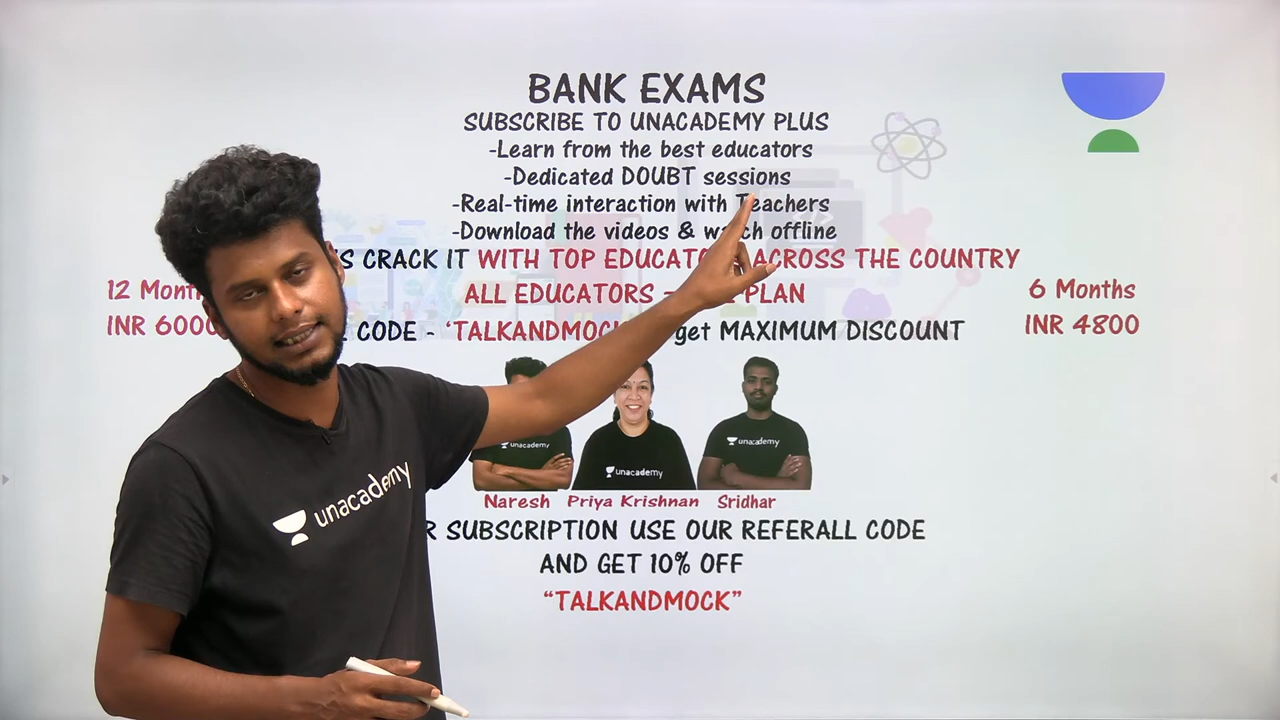 BANK EXAMS
SUBSCRIBE TO UNACADEMY PLUS
-Learn from the best educators
-Dedicated DOUBT sessions
-Real-time interaction with Teachers
-Download the videos & watch offline
CRACK IT WITH TOP EDUCATORS ACROSS THE COUNTRY
12 Months
ALL EDUCATORS - PLAN
6 Months
INR 6000
CODE - ‘TALKANDMOCK get MAXIMUM DISCOUNT
INR 4800
unacademy
unacademy
unacademy
unacademy
Naresh Priya Krishnan Sridhar
SUBSCRIPTION USE OUR REFERALL CODE
AND GET 10% OFF
“TALKANDMOCK”